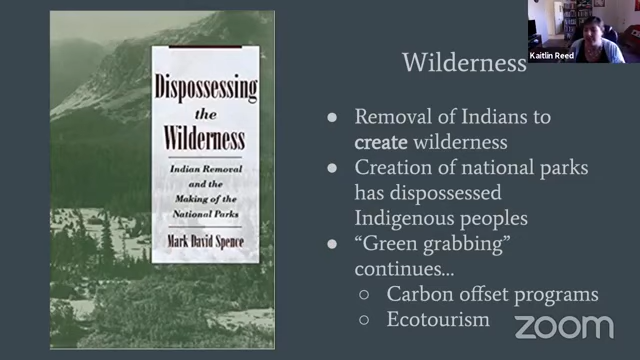 Kaitlin Reed
Wilderness
Dispossessing
the
Wilderness
Indian Removal
and the
Making of the
National Parks
Mark David Spence
● Removal of Indians to
create wilderness
● Creation of national parks
has dispossessed
Indigenous peoples
● “Green grabbing”
continues...
○ Carbon offset programs
○ Ecotourism
zoom